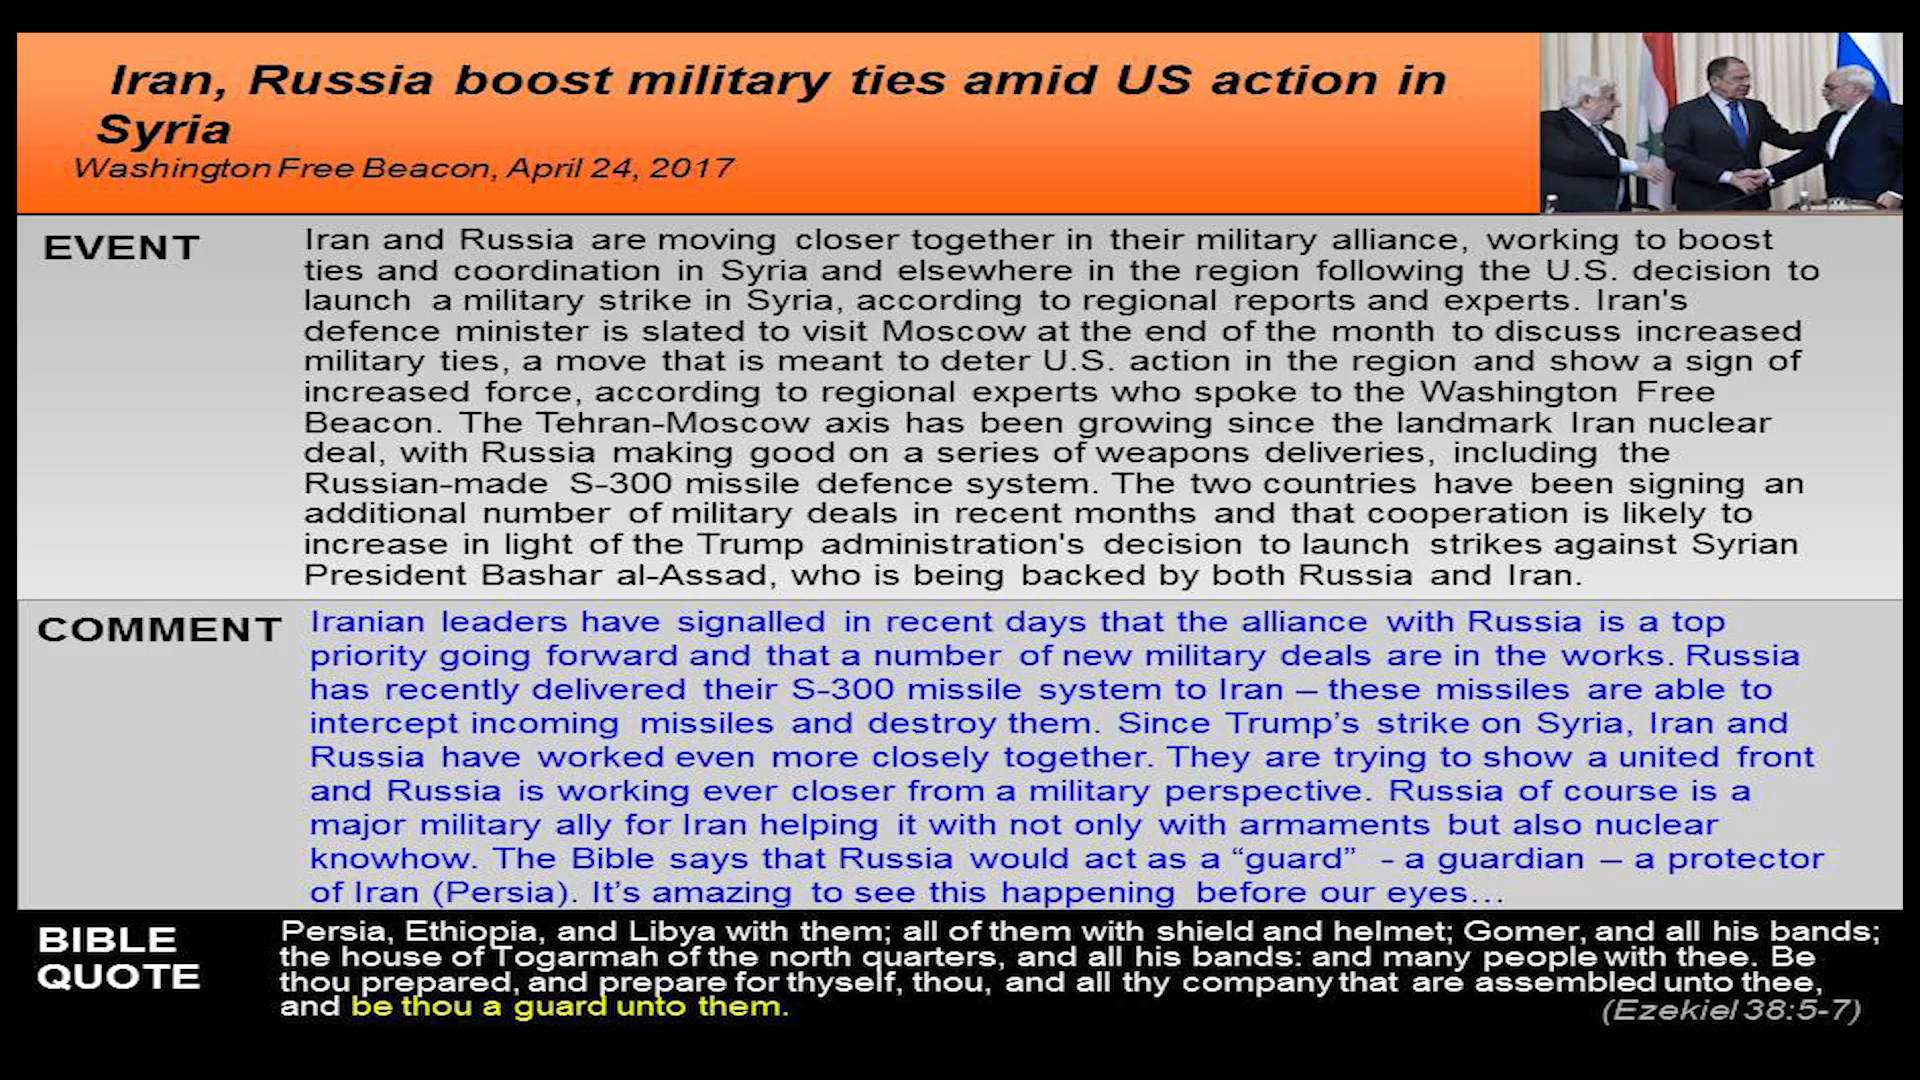 Iran, Russia boost military ties amid US action in
Syria
Washington Free Beacon, April 24, 2017
EVENT
Iran and Russia are moving closer together in their military alliance, working to boost
ties and coordination in Syria and elsewhere in the region following the U.S. decision to
launch a military strike in Syria, according to regional reports and experts. Iran's
defence minister is slated to visit Moscow at the end of the month to discuss increased
military ties, a move that is meant to deter U.S. action in the region and show a sign of
increased force, according to regional experts who spoke to the Washington Free
Beacon. The Tehran-Moscow axis has been growing since the landmark Iran nuclear
deal, with Russia making good on a series of weapons deliveries, including the
Russian-made S-300 missile defence system. The two countries have been signing an
additional number of military deals in recent months and that cooperation is likely to
increase in light of the Trump administration's decision to launch strikes against Syrian
President Bashar al-Assad, who is being backed by both Russia and Iran.
COMMENT
Iranian leaders have signalled in recent days that the alliance with Russia is a top
priority going forward and that a number of new military deals are in the works. Russia
has recently delivered their S-300 missile system to Iran – these missiles are able to
intercept incoming missiles and destroy them. Since Trump’s strike on Syria, Iran and
Russia have worked even more closely together. They are trying to show a united front
and Russia is working ever closer from a military perspective. Russia of course is a
major military ally for Iran helping it with not only with armaments but also nuclear
knowhow. The Bible says that Russia would act as a “guard” - a guardian – a protector
of Iran (Persia). It’s amazing to see this happening before our eyes…
BIBLE
QUOTE
Persia, Ethiopia, and Libya with them; all of them with shield and helmet; Gomer, and all his bands;
the house of Togarmah of the north quarters, and all his bands: and many people with thee. Be
thou prepared, and prepare for thyself, thou, and all thy company that are assembled unto thee,
and be thou a guard unto them.
(Ezekiel 38:5-7)